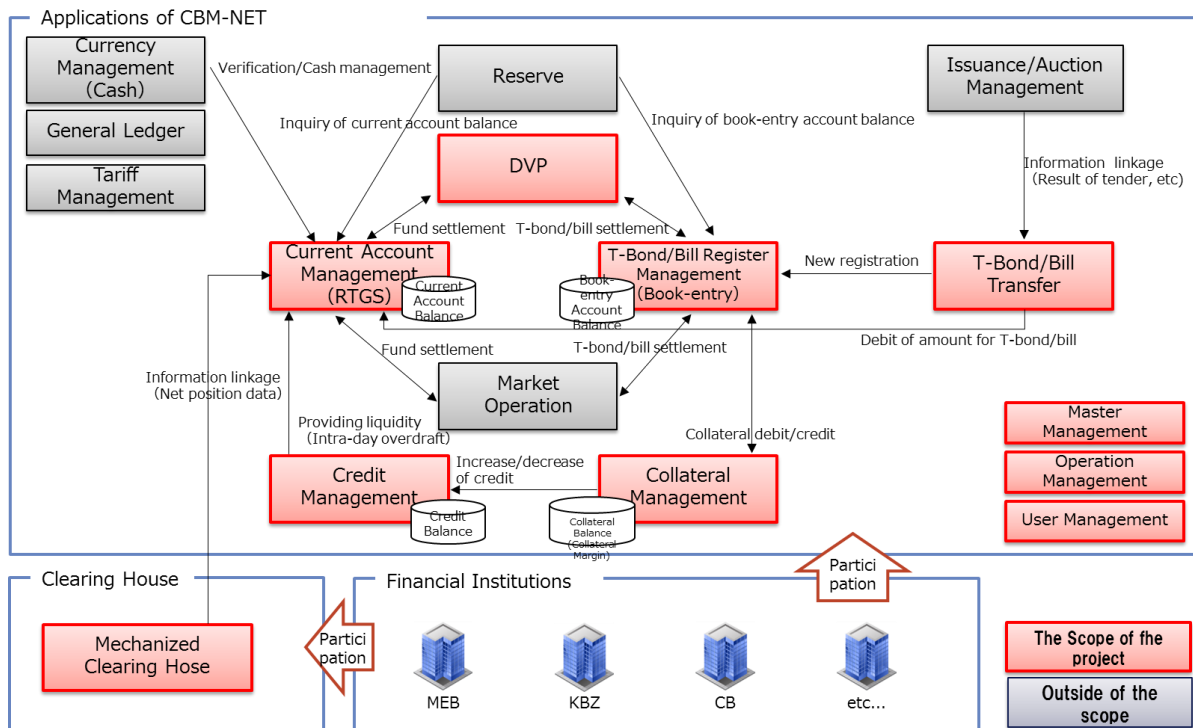 Applications of CBM-NET
Currency
Management
(Cash)
General Ledger
Tariff
Management
Verification/Cash management
Reserve
Issuance/Auction
Management
Inquiry of current account balance
Inquiry of book-entry account balance
DVP
Information linkage
(Result of tender, etc)
Fund settlement
T-bond/bill settlement
Current Account
Management
(RTGS)
Current
Account
Balance
T-Bond/Bill Register
Management
(Book-entry)
Book-
entry
Account
Balance
New registration
T-Bond/Bill
Transfer
Debit of amount for T-bond/bill
Fund settlement
T-bond/bill settlement
Information linkage
(Net position data)
Market
Operation
Providing liquidity
(Intra-day overdraft)
Collateral debit/credit
Credit
Management
Credit
Balance
Increase/decrease
of credit
Collateral
Management
Collateral
Balance
(Collateral
Margin)
Master
Management
Operation
Management
User Management
Clearing House
Mechanized
Clearing Hose
Partici
pation
Financial Institutions
Partici
pation
MEB
KBZ
CB
etc...
The Scope of fhe
project
Outside of the
scope